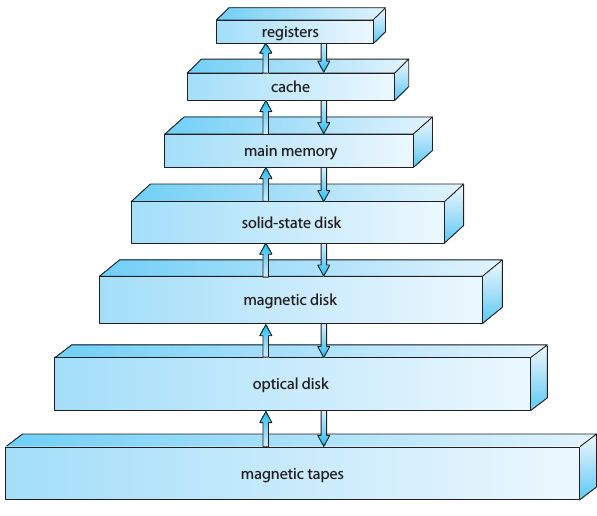 registers
cache
main memory
solid-state disk
magnetic disk
optical disk
magnetic tapes